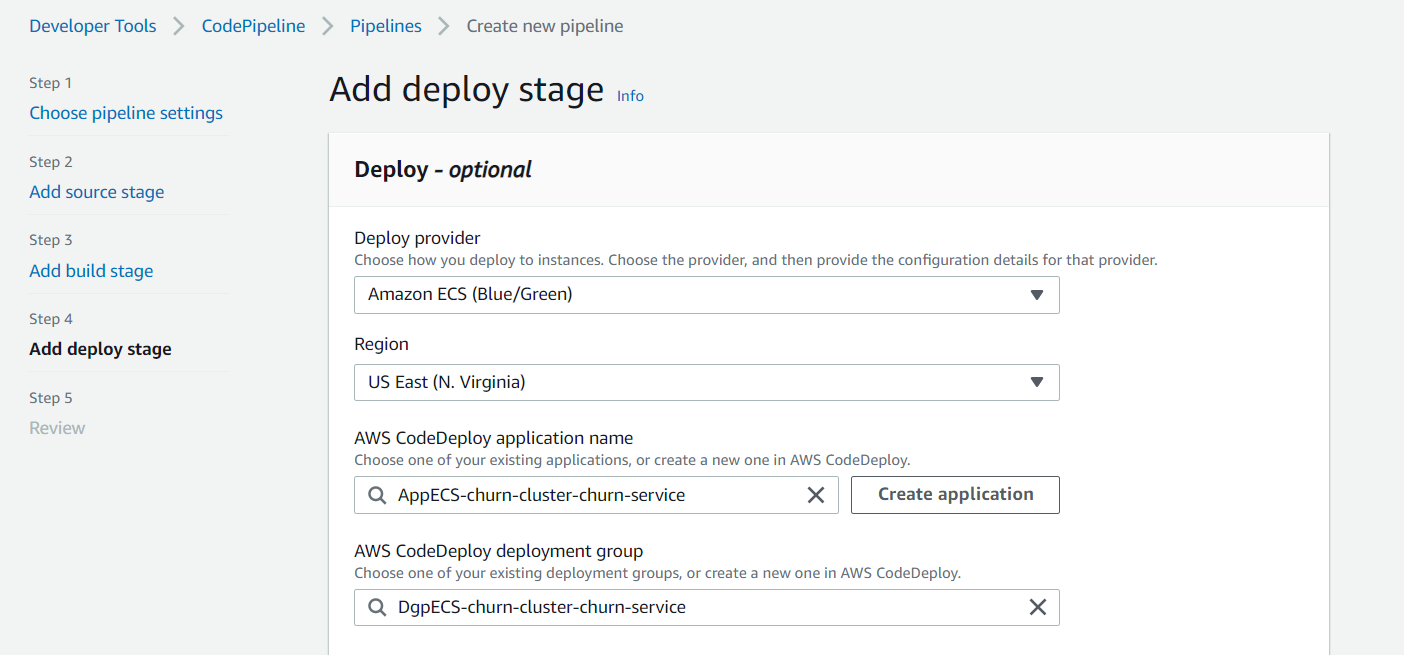 Developer Tools > CodePipeline > Pipelines > Create new pipeline
Step 1
Choose pipeline settings
Step 2
Add source stage
Step 3
Add build stage
Step 4
Add deploy stage
Step 5
Review
Add deploy stage Info
Deploy - optional
Deploy provider
Choose how you deploy to instances. Choose the provider, and then provide the configuration details for that provider.
Amazon ECS (Blue/Green)
Region
US East (N. Virginia)
AWS CodeDeploy application name
Choose one of your existing applications, or create a new one in AWS CodeDeploy.
AppECS-churn-cluster-churn-service
Create application
AWS CodeDeploy deployment group
Choose one of your existing deployment groups, or create a new one in AWS CodeDeploy.
DgpECS-churn-cluster-churn-service